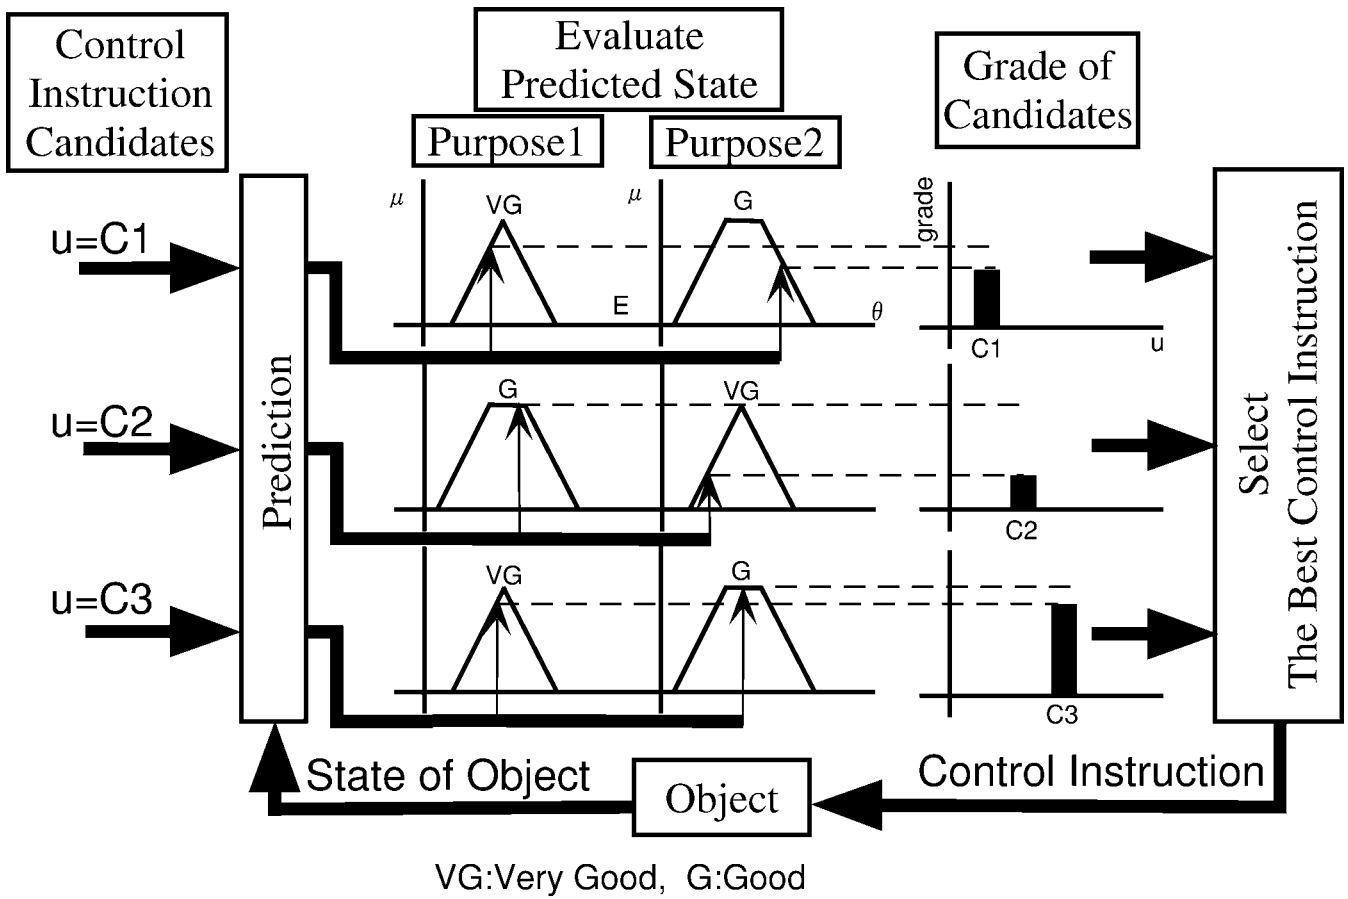 Control
Instruction
Candidates
Evaluate
Predicted State
Grade of
Candidates
Purpose1
Purpose2
u=C1
μ
VG
E
μ
G
θ
grade
C1
u
u=C2
G
VG
C2
u=C3
VG
G
C3
Prediction
Select
The Best Control Instruction
State of Object
Object
Control Instruction
VG:Very Good, G:Good